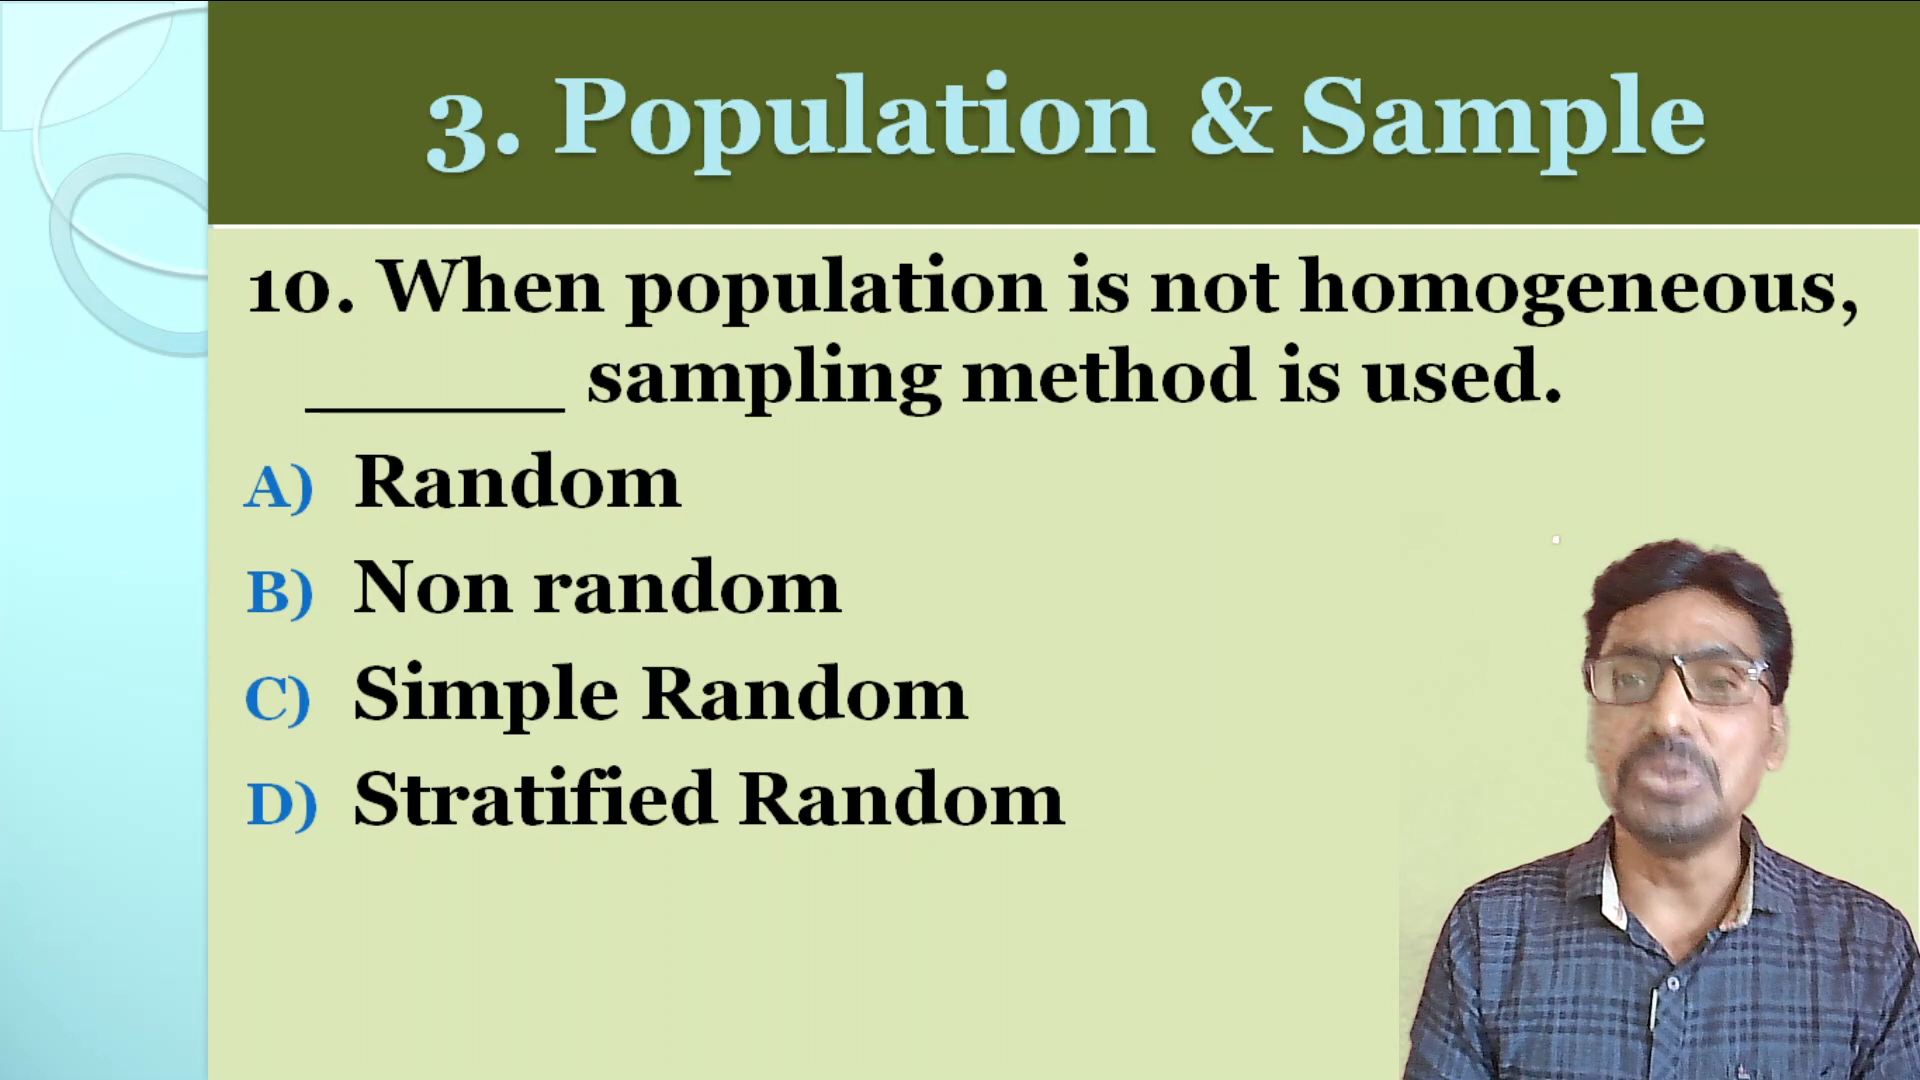 3. Population & Sample
10. When population is not homogeneous,
______ sampling method is used.
A) Random
B) Non random
C) Simple Random
D) Stratified Random